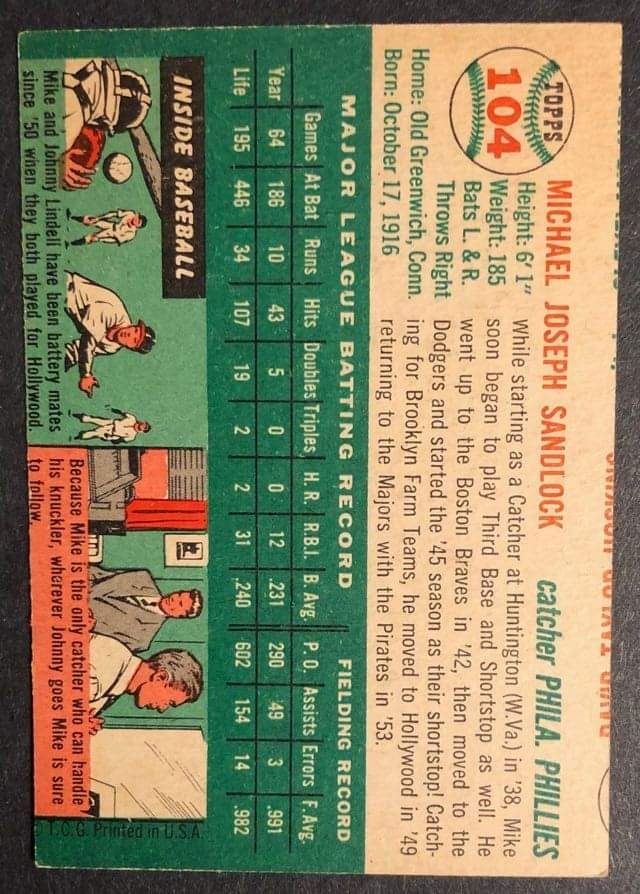 TOPPS
104
MICHAEL JOSEPH SANDLOCK
catcher PHILA. PHILLIES
Height: 6'1"
Weight: 185
Bats L. & R.
Throws Right
Home: Old Greenwich, Conn.
Born: October 17, 1916
While starting as a Catcher at Huntington (W.Va.) in '38, Mike
soon began to play Third Base and Shortstop as well. He
went up to the Boston Braves in '42, then moved to the
Dodgers and started the '45 season as their shortstop! Catch-
ing for Brooklyn Farm Teams, he moved to Hollywood in '49
returning to the Majors with the Pirates in '53.
MAJOR LEAGUE BATTING RECORD FIELDING RECORD
Games At Bat Runs Hits Doubles Triples H. R. R.B.I. B. Avg. P. O. Assists Errors F. Avg.
Year 64 186 10 43 5 0 0 12 .231 290 49 3 .991
Life 195 446 34 107 19 2 2 31 .240 602 154 14 .982
INSIDE BASEBALL
Mike and Johnny Lindell have been battery mates
since '50 when they both played for Hollywood.
Because Mike is the only catcher who can handle
his knuckler, wherever Johnny goes Mike is sure
to follow.
T.C.G. Printed in U.S.A.